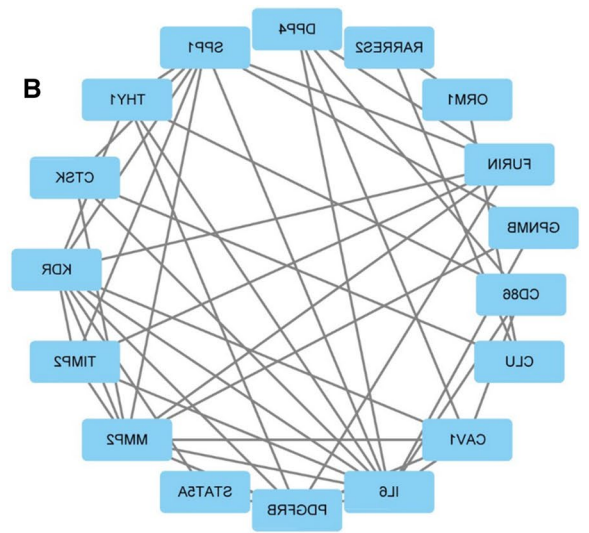 DPP4
SPP1
RARRES2
B
THY1
ORM1
FURIN
CTSK
GPNMB
KDR
CD86
TIMP2
CLU
MMP2
CAV1
STAT5A
IL6
PDGFRB